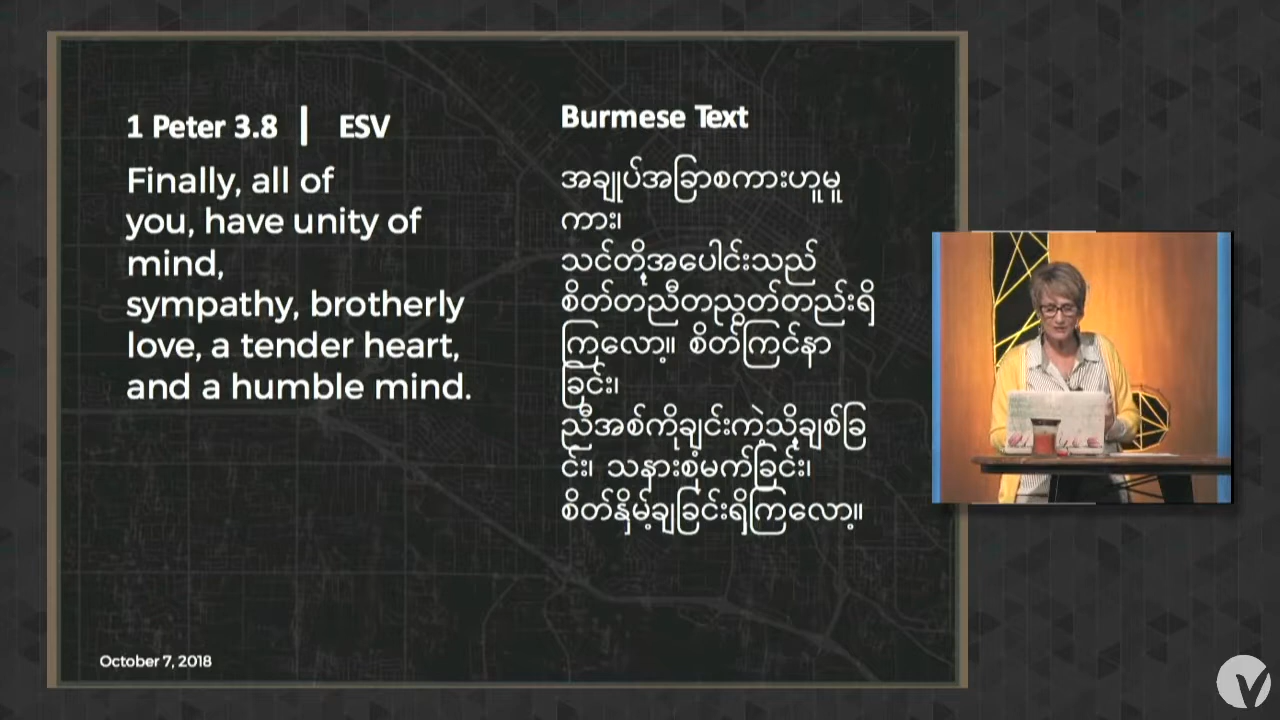 1 Peter 3.8 | ESV
Finally, all of
you, have unity of
mind,
sympathy, brotherly
love, a tender heart,
and a humble mind.
Burmese Text
အချုပ်အခြာစကားဟူမူ
ကား၊
သင်တို့အပေါင်းသည်
စိတ်တညီတညွတ်တည်းရှိ
ကြလော့။ စိတ်ကြင်နာ
ခြင်း၊
ညီအစ်ကိုချင်းကဲ့သို့ချစ်ခြ
င်း၊ သနားစုံမက်ခြင်း၊
စိတ်နှိမ့်ချခြင်းရှိကြလော့။
October 7, 2018
V